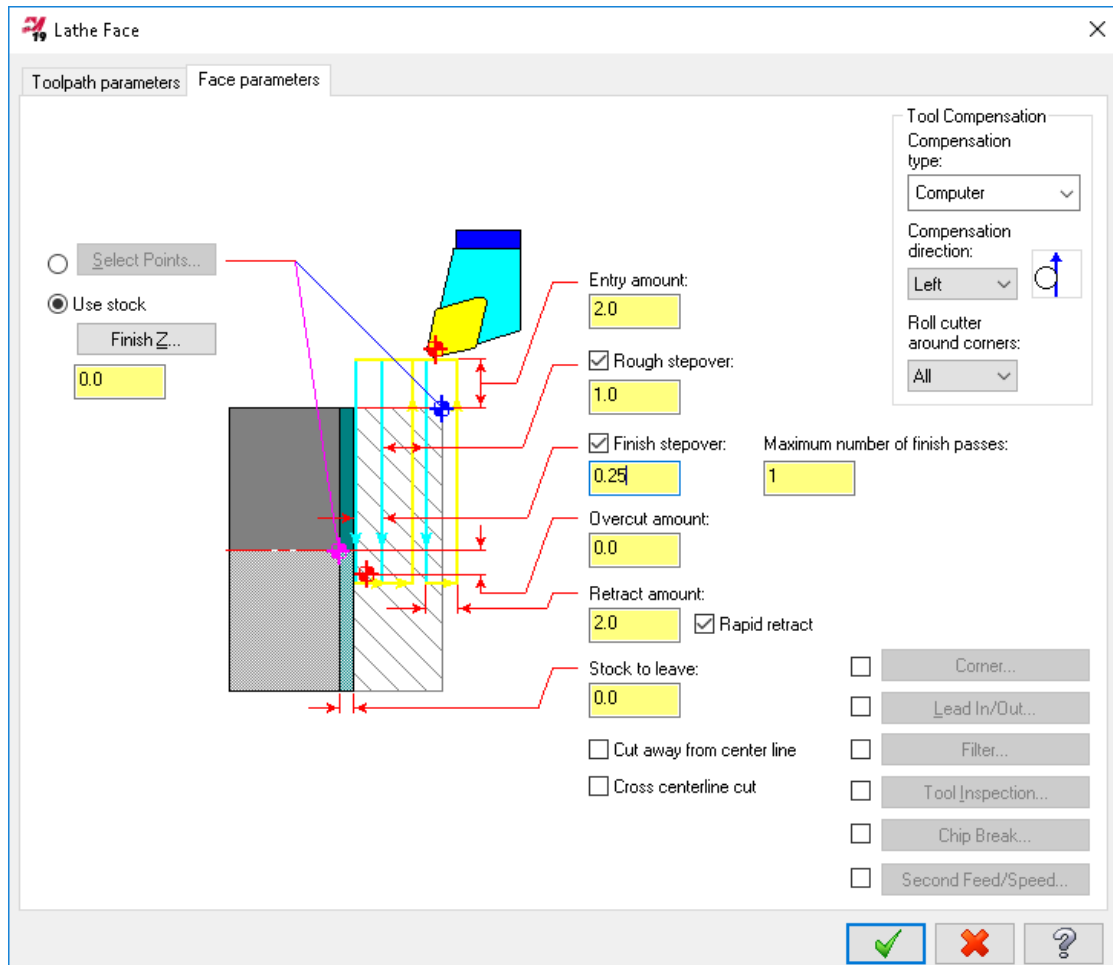 19 Lathe Face
Toolpath parameters
Face parameters
Tool Compensation
Compensation
type:
Computer
Compensation
direction:
Left
Roll cutter
around corners:
All
Select Points...
Use stock
Finish Z...
0.0
Entry amount:
2.0
Rough stepover:
1.0
Finish stepover:
0.25
Maximum number of finish passes:
1
Overcut amount:
0.0
Retract amount:
2.0
Rapid retract
Stock to leave:
0.0
Cut away from center line
Cross centerline cut
Corner...
Lead In/Out...
Filter...
Tool Inspection...
Chip Break...
Second Feed/Speed...